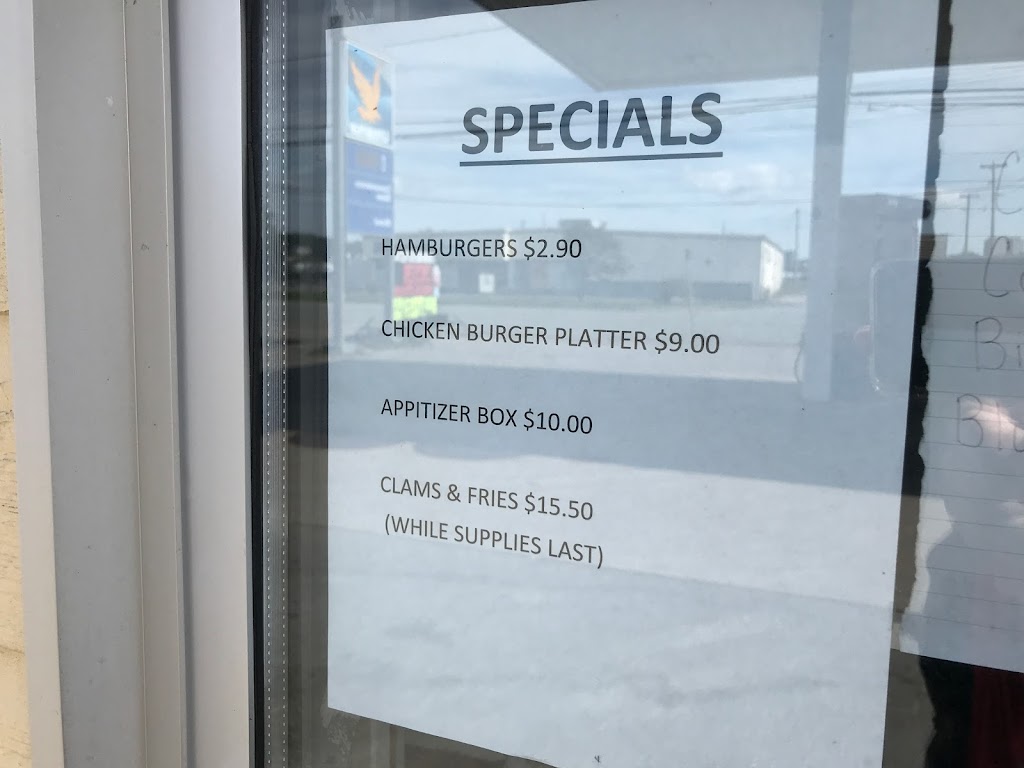 SPECIALS
HAMBURGERS $2.90
CHICKEN BURGER PLATTER $9.00
APPITIZER BOX $10.00
CLAMS & FRIES $15.50
(WHILE SUPPLIES LAST)